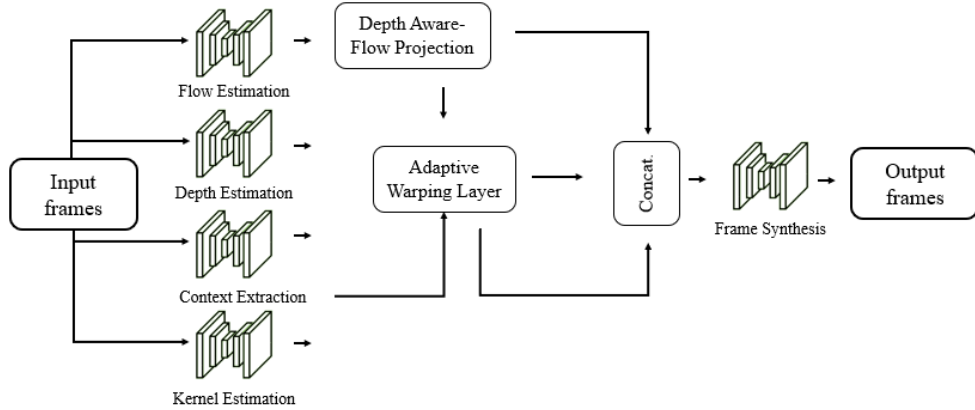 Depth Aware-
Flow Projection
Flow Estimation
Input
frames
Depth Estimation
Adaptive
Warping Layer
Concat.
Frame Synthesis
Output
frames
Context Extraction
Kernel Estimation